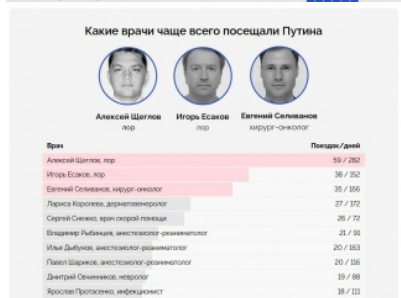 Какие врачи чаще всего посещали Путина
Алексей Щеглов
лор
Игорь Есаков
лор
Евгений Селиванов
хирург-онколог
Врач Поездок/дней
Алексей Щеглов, лор 59 / 282
Игорь Есаков, лор 38 / 152
Евгений Селиванов, хирург-онколог 35 / 166
Лариса Королева, дерматовенеролог 27 / 172
Сергей Снежко, врач скорой помощи 26 / 72
Владимир Рыбинцев, анестезиолог-реаниматолог 21 / 91
Илья Дыбунов, анестезиолог-реаниматолог 20 / 163
Павел Шариков, анестезиолог-реаниматолог 20 / 116
Дмитрий Овчинников, невролог 19 / 88
Ярослав Протасенко, инфекционист 18 / 111